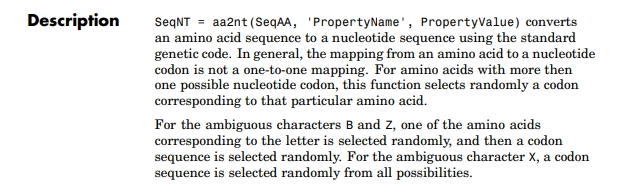 Description SeqNT = aa2nt(SeqAA, 'PropertyName', PropertyValue) converts
an amino acid sequence to a nucleotide sequence using the standard
genetic code. In general, the mapping from an amino acid to a nucleotide
codon is not a one-to-one mapping. For amino acids with more then
one possible nucleotide codon, this function selects randomly a codon
corresponding to that particular amino acid.
For the ambiguous characters B and Z, one of the amino acids
corresponding to the letter is selected randomly, and then a codon
sequence is selected randomly. For the ambiguous character X, a codon
sequence is selected randomly from all possibilities.